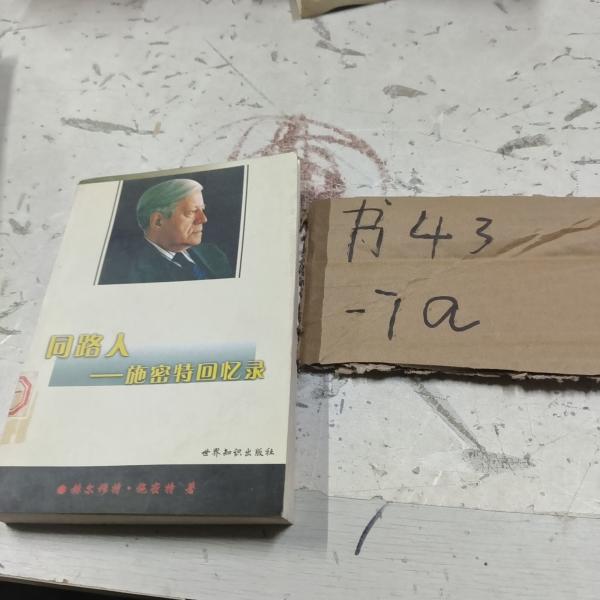 同路人
——施密特回忆录
世界知识出版社
赫尔穆特·施密特 著
书43
-7a